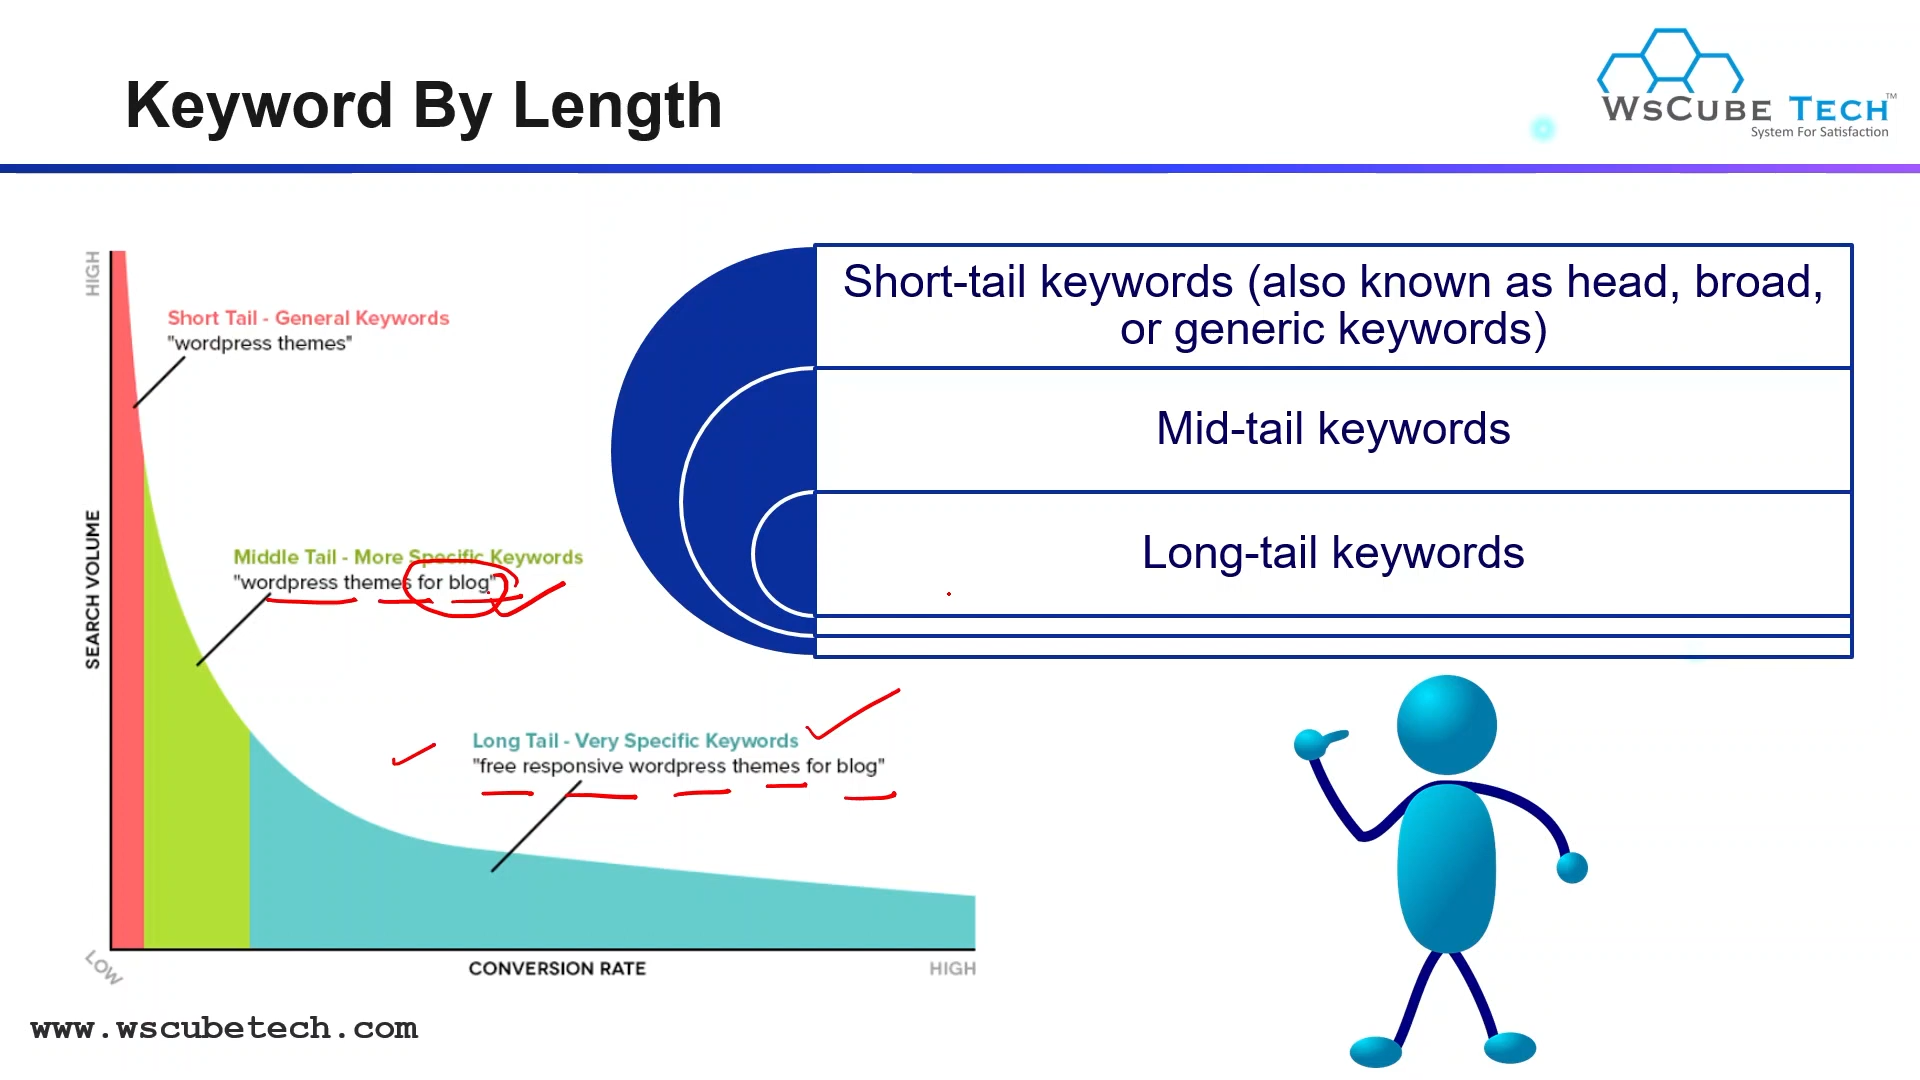 Keyword By Length
WsCube Tech™
System For Satisfaction
HIGH
Short Tail - General Keywords
"wordpress themes"
Short-tail keywords (also known as head, broad,
or generic keywords)
Mid-tail keywords
Long-tail keywords
SEARCH VOLUME
Middle Tail - More Specific Keywords
"wordpress themes for blog"
Long Tail - Very Specific Keywords
"free responsive wordpress themes for blog"
LOW
CONVERSION RATE
HIGH
www.wscubetech.com